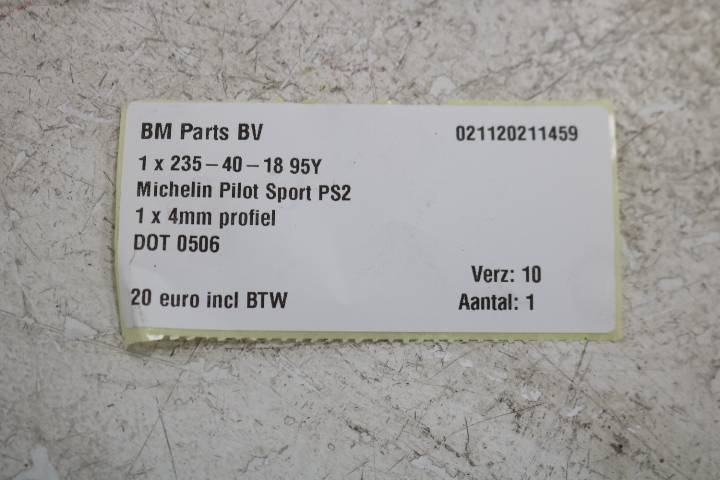 BM Parts BV 021120211459
1 x 235-40-18 95Y
Michelin Pilot Sport PS2
1 x 4mm profiel
DOT 0506
Verz: 10
20 euro incl BTW Aantal: 1